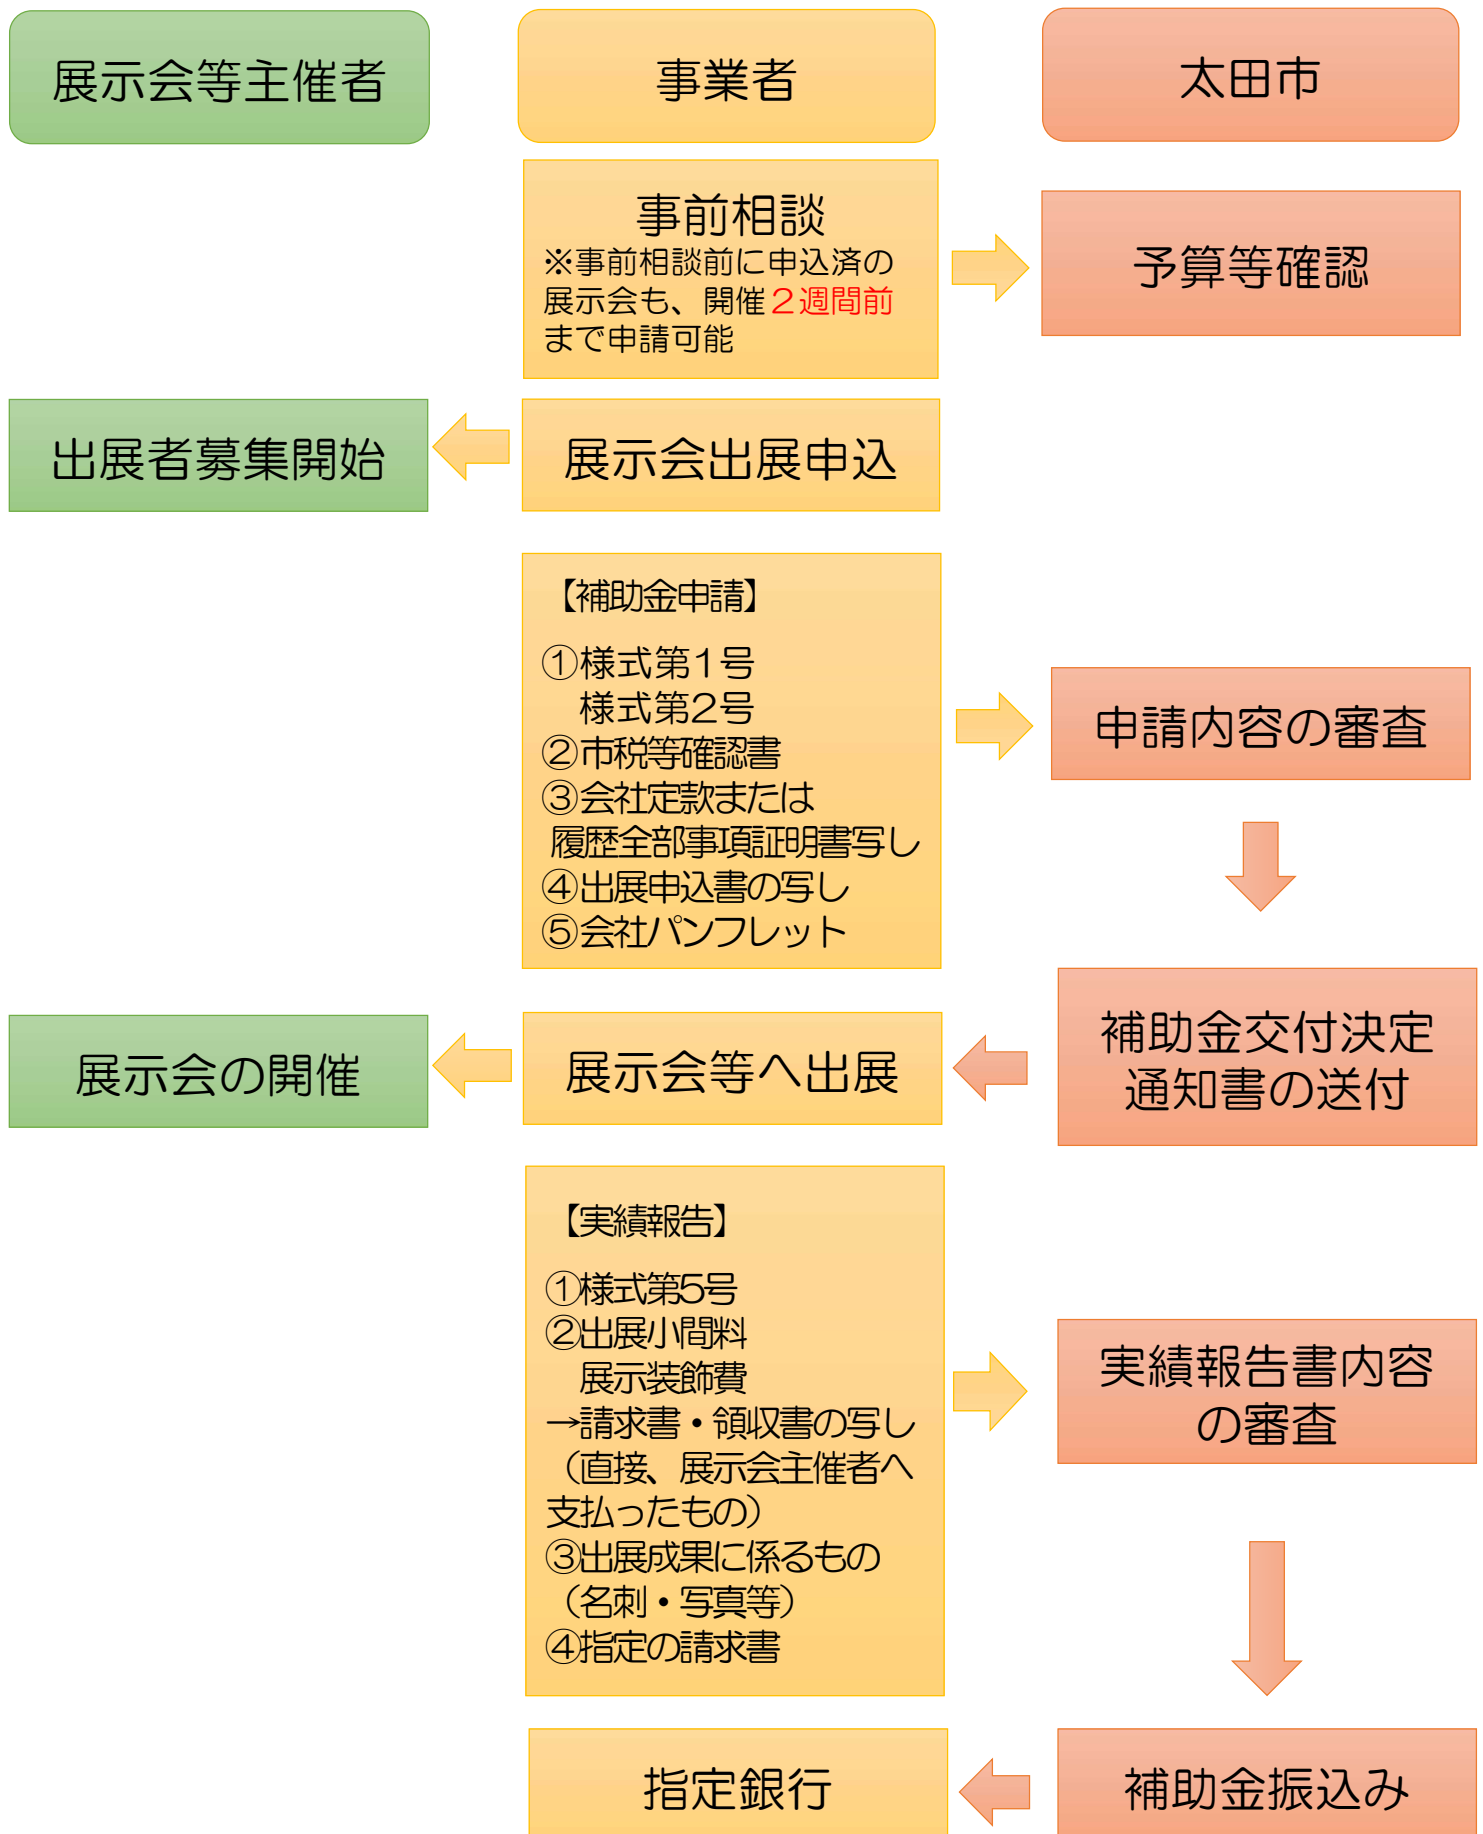 展示会等主催者
事業者
太田市
事前相談
※事前相談前に申込済の
展示会も、開催２週間前
まで申請可能
予算等確認
出展者募集開始
展示会出展申込
【補助金申請】
①様式第１号
様式第２号
②市税等確認書
③会社定款または
履歴全部事項証明書写し
④出展申込書の写し
⑤会社パンフレット
申請内容の審査
補助金交付決定
通知書の送付
展示会の開催
展示会等へ出展
【実績報告】
①様式第5号
②出展小間料
展示装飾費
→請求書・領収書の写し
（直接、展示会主催者へ
支払ったもの）
③出展成果に係るもの
（名刺・写真等）
④指定の請求書
実績報告書内容
の審査
指定銀行
補助金振込み